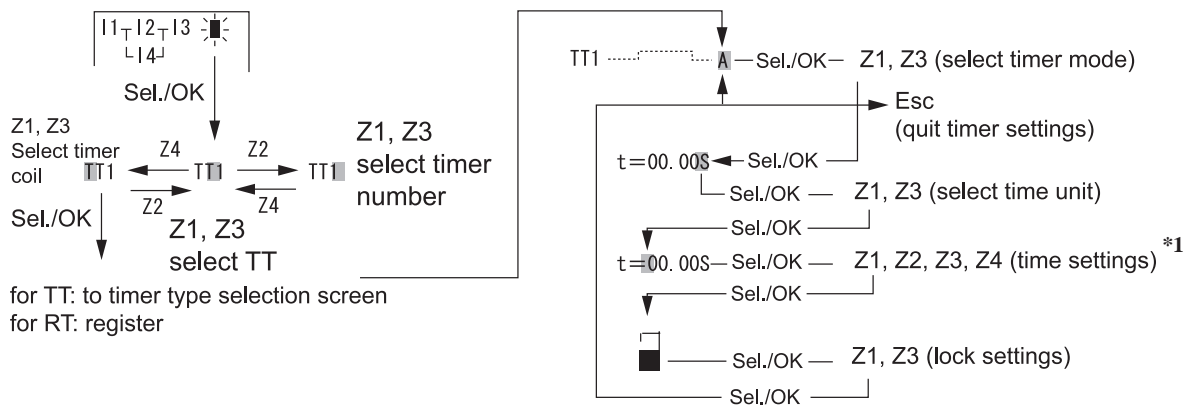 I1 I2 I3
I4
Sel./OK
Z1, Z3
Select timer
coil
TT1
Z4
Z2
TT1
Z2
Z4
TT1
Z1, Z3
select timer
number
Sel./OK
Z1, Z3
select TT
for TT: to timer type selection screen
for RT: register
TT1 A Sel./OK Z1, Z3 (select timer mode)
Esc
(quit timer settings)
t=00.00S Sel./OK
Sel./OK Z1, Z3 (select time unit)
Sel./OK
t=00.00S Sel./OK Z1, Z2, Z3, Z4 (time settings) *1
Sel./OK
Sel./OK Z1, Z3 (lock settings)
Sel./OK